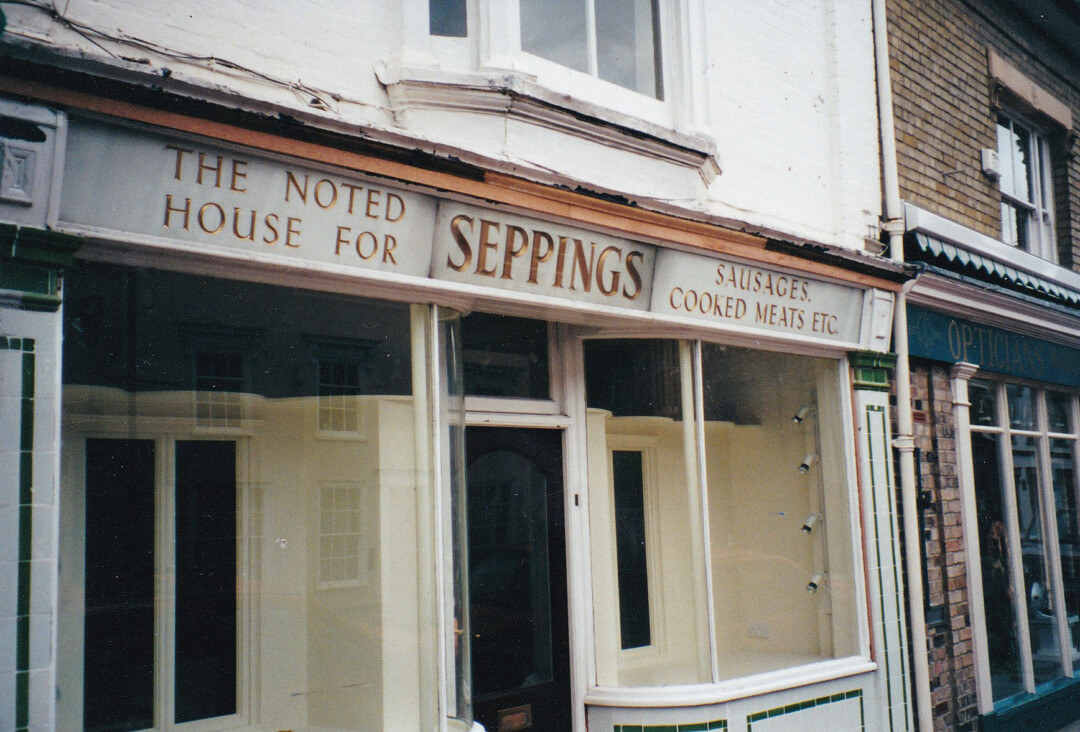 THE NOTED
HOUSE FOR
SEPPINGS
SAUSAGES.
COOKED MEATS ETC.
OPTICIANS